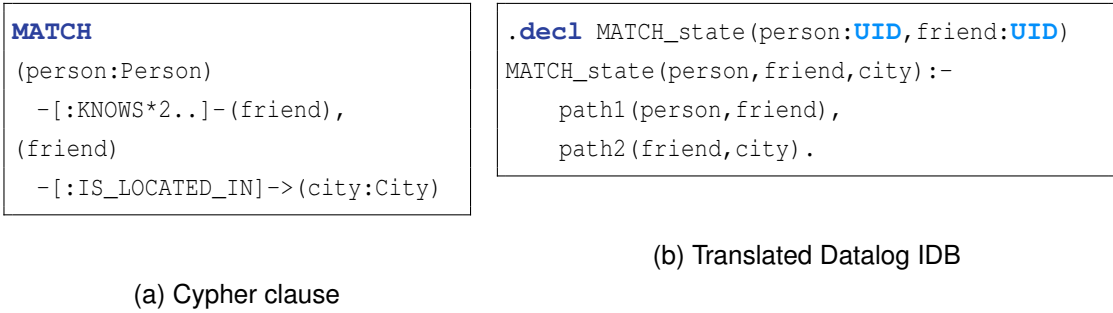 MATCH
(person:Person)
-[:KNOWS*2..]-(friend),
(friend)
-[:IS_LOCATED_IN]->(city:City)
(a) Cypher clause
.decl MATCH_state(person:UID,friend:UID)
MATCH_state(person,friend,city):-
path1(person,friend),
path2(friend,city).
(b) Translated Datalog IDB